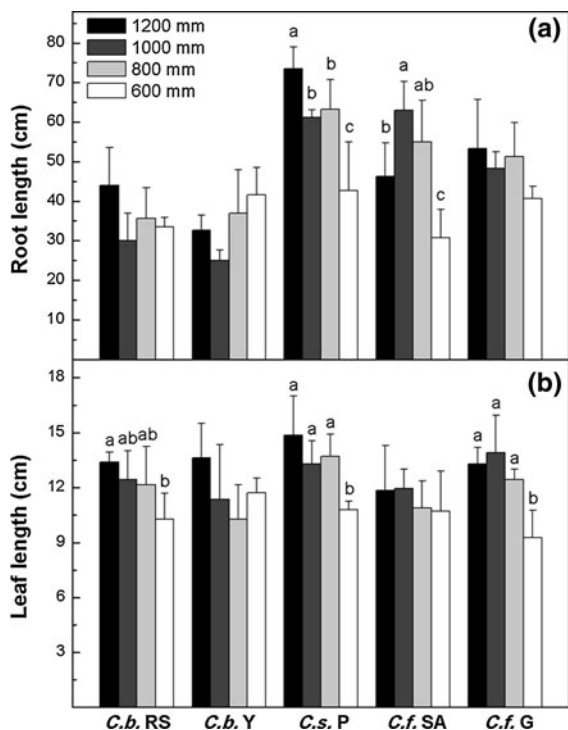 90
80
70
60
50
40
30
20
10
Root length (cm)
1200 mm
1000 mm
800 mm
600 mm
(a)
a
b
b
c
b
a
ab
c
18
15
12
9
6
3
Leaf length (cm)
(b)
a
ab
ab
b
a
a
a
b
a
a
a
b
C.b. RS
C.b. Y
C.s. P
C.f. SA
C.f. G